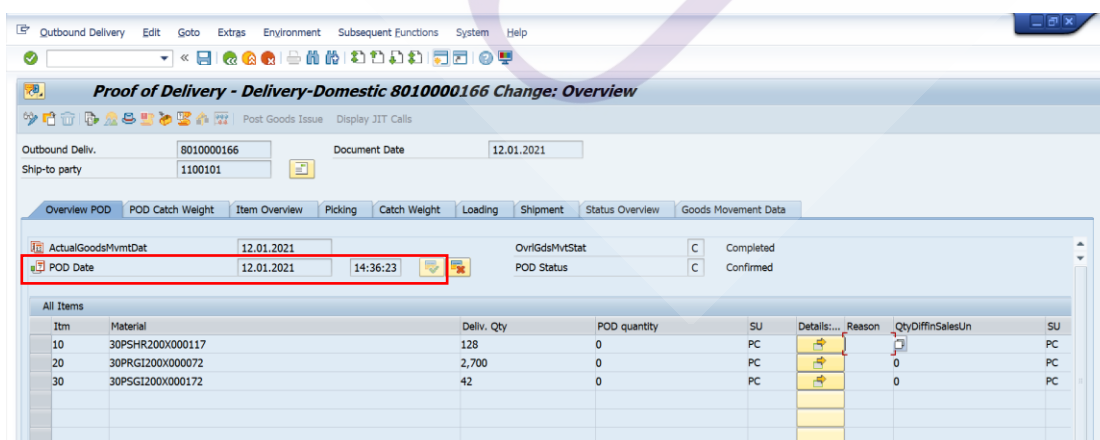 Outbound Delivery Edit Goto Extras Environment Subsequent Functions System Help
Proof of Delivery - Delivery-Domestic 8010000166 Change: Overview
Post Goods Issue Display JIT Calls
Outbound Deliv. 8010000166 Document Date 12.01.2021
Ship-to party 1100101
Overview POD POD Catch Weight Item Overview Picking Catch Weight Loading Shipment Status Overview Goods Movement Data
ActualGoodsMvmtDat 12.01.2021 OvrlGdsMvtStat C Completed
POD Date 12.01.2021 14:36:23 POD Status C Confirmed
All Items
Itm Material Deliv. Qty POD quantity SU Details:... Reason QtyDiffinSalesUn SU
10 30PSHR200X000117 128 0 PC PC
20 30PRGI200X000072 2,700 0 PC 0 PC
30 30PSGI200X000172 42 0 PC 0 PC